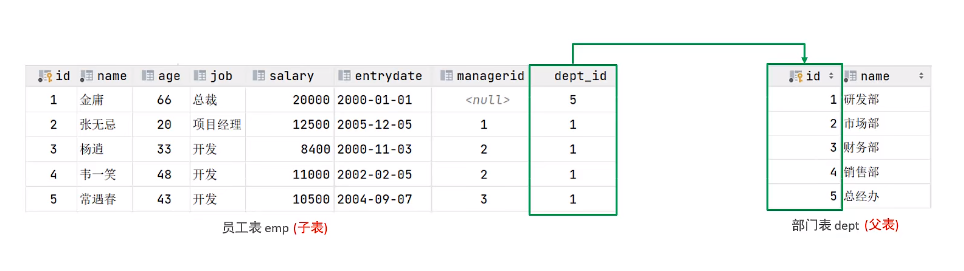 id name age job salary entrydate managerid dept_id
1 金庸 66 总裁 20000 2000-01-01 <null> 5
2 张无忌 20 项目经理 12500 2005-12-05 1 1
3 杨逍 33 开发 8400 2000-11-03 2 1
4 韦一笑 48 开发 11000 2002-02-05 2 1
5 常遇春 43 开发 10500 2004-09-07 3 1
员工表 emp (子表)
id name
1 研发部
2 市场部
3 财务部
4 销售部
5 总经办
部门表 dept (父表)